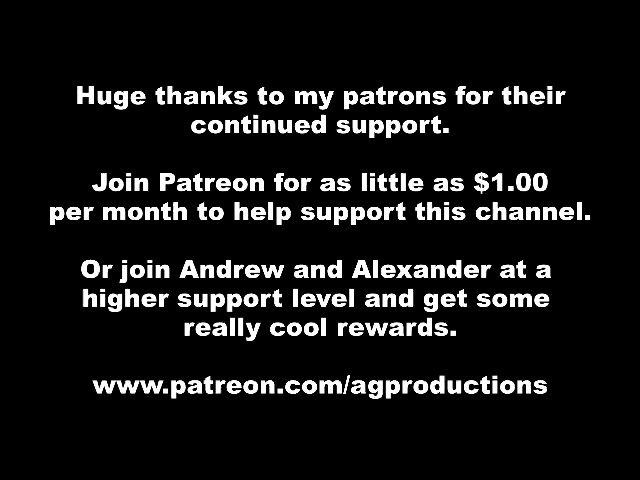 Huge thanks to my patrons for their
continued support.
Join Patreon for as little as $1.00
per month to help support this channel.
Or join Andrew and Alexander at a
higher support level and get some
really cool rewards.
www.patreon.com/agproductions